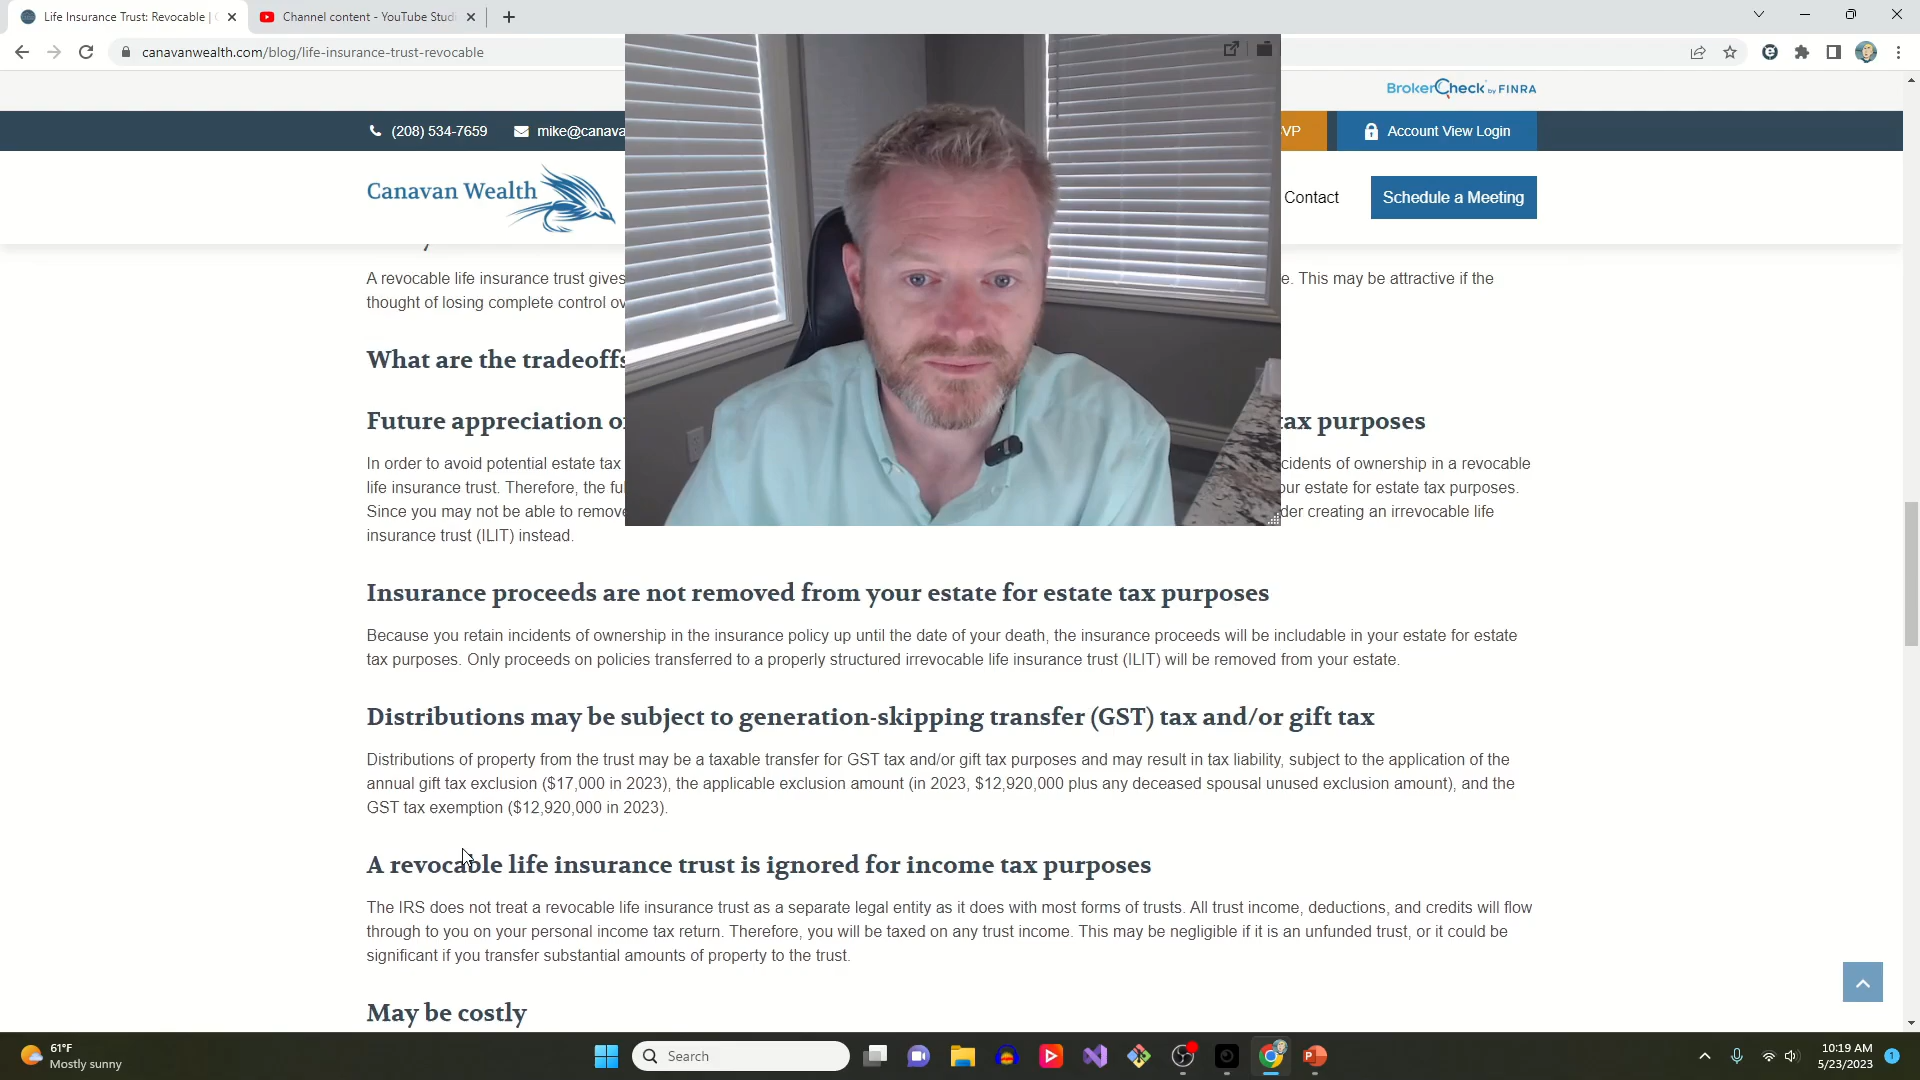 Life Insurance Trust: Revocable |
Channel content - YouTube Studi
canavanwealth.com/blog/life-insurance-trust-revocable
BrokerCheck by FINRA
(208) 534-7659
mike@canava
VP
Account View Login
Canavan Wealth
Contact
Schedule a Meeting
A revocable life insurance trust gives
e. This may be attractive if the
thought of losing complete control ov
What are the tradeoffs
Future appreciation o
tax purposes
In order to avoid potential estate tax
cidents of ownership in a revocable
life insurance trust. Therefore, the ful
our estate for estate tax purposes.
Since you may not be able to remove
der creating an irrevocable life
insurance trust (ILIT) instead.
Insurance proceeds are not removed from your estate for estate tax purposes
Because you retain incidents of ownership in the insurance policy up until the date of your death, the insurance proceeds will be includable in your estate for estate
tax purposes. Only proceeds on policies transferred to a properly structured irrevocable life insurance trust (ILIT) will be removed from your estate.
Distributions may be subject to generation-skipping transfer (GST) tax and/or gift tax
Distributions of property from the trust may be a taxable transfer for GST tax and/or gift tax purposes and may result in tax liability, subject to the application of the
annual gift tax exclusion ($17,000 in 2023), the applicable exclusion amount (in 2023, $12,920,000 plus any deceased spousal unused exclusion amount), and the
GST tax exemption ($12,920,000 in 2023).
A revocable life insurance trust is ignored for income tax purposes
The IRS does not treat a revocable life insurance trust as a separate legal entity as it does with most forms of trusts. All trust income, deductions, and credits will flow
through to you on your personal income tax return. Therefore, you will be taxed on any trust income. This may be negligible if it is an unfunded trust, or it could be
significant if you transfer substantial amounts of property to the trust.
May be costly
61°F
Mostly sunny
Search
10:19 AM
5/23/2023
1